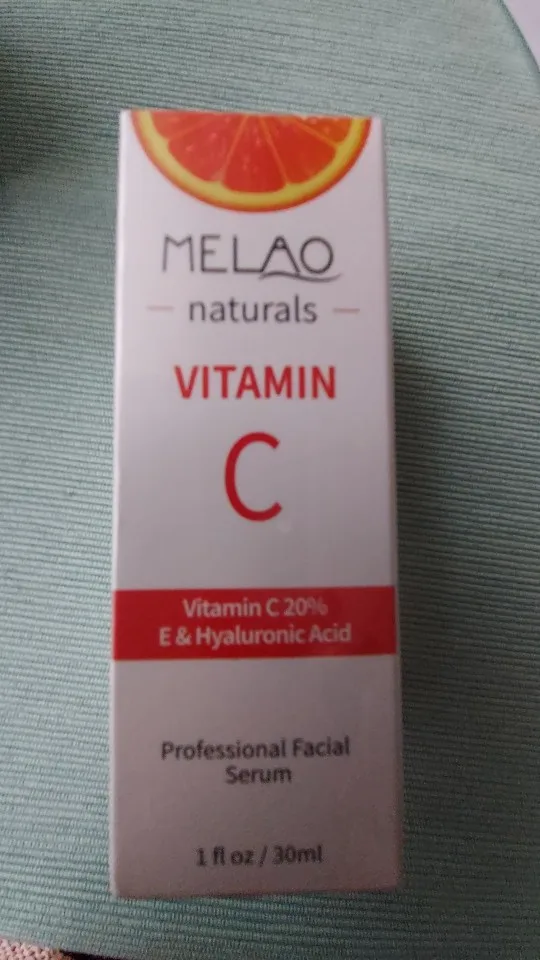 MELAO
naturals
VITAMIN
C
Vitamin C 20%
E & Hyaluronic Acid
Professional Facial
Serum
1 fl oz / 30ml